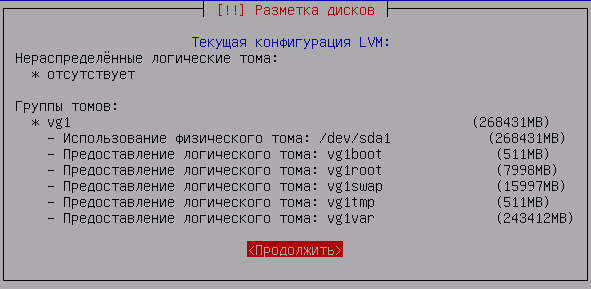 [!!] Разметка дисков
Текущая конфигурация LVM:
Нераспределённые логические тома:
* отсутствует
Группы томов:
* vg1 (268431MB)
- Использование физического тома: /dev/sda1 (268431MB)
- Предоставление логического тома: vg1boot (511MB)
- Предоставление логического тома: vg1root (7998MB)
- Предоставление логического тома: vg1swap (15997MB)
- Предоставление логического тома: vg1tmp (511MB)
- Предоставление логического тома: vg1var (243412MB)
<Продолжить>